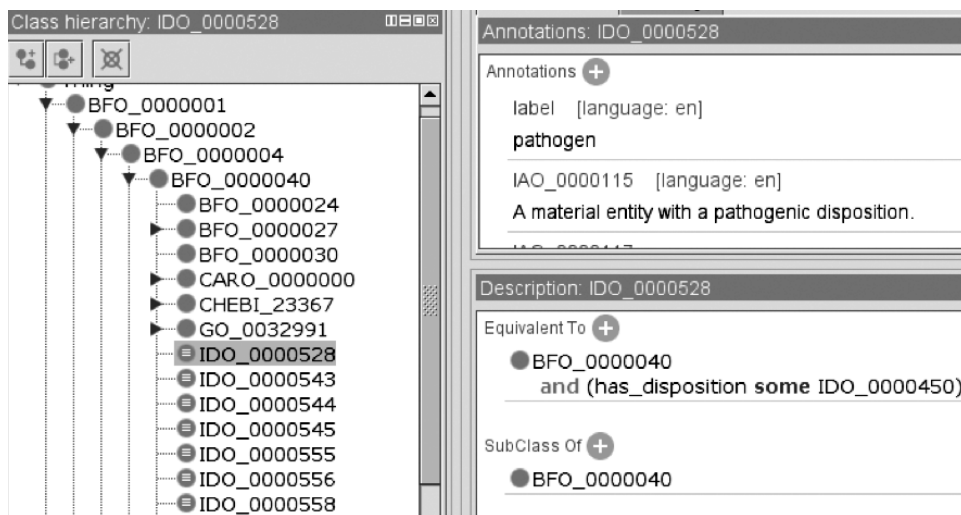 Class hierarchy: IDO_0000528
Thing
BFO_0000001
BFO_0000002
BFO_0000004
BFO_0000040
BFO_0000024
BFO_0000027
BFO_0000030
CARO_0000000
CHEBI_23367
GO_0032991
IDO_0000528
IDO_0000543
IDO_0000544
IDO_0000545
IDO_0000555
IDO_0000556
IDO_0000558
Annotations: IDO_0000528
Annotations
label [language: en]
pathogen
IAO_0000115 [language: en]
A material entity with a pathogenic disposition.
Description: IDO_0000528
Equivalent To
BFO_0000040
and (has_disposition some IDO_0000450)
SubClass Of
BFO_0000040